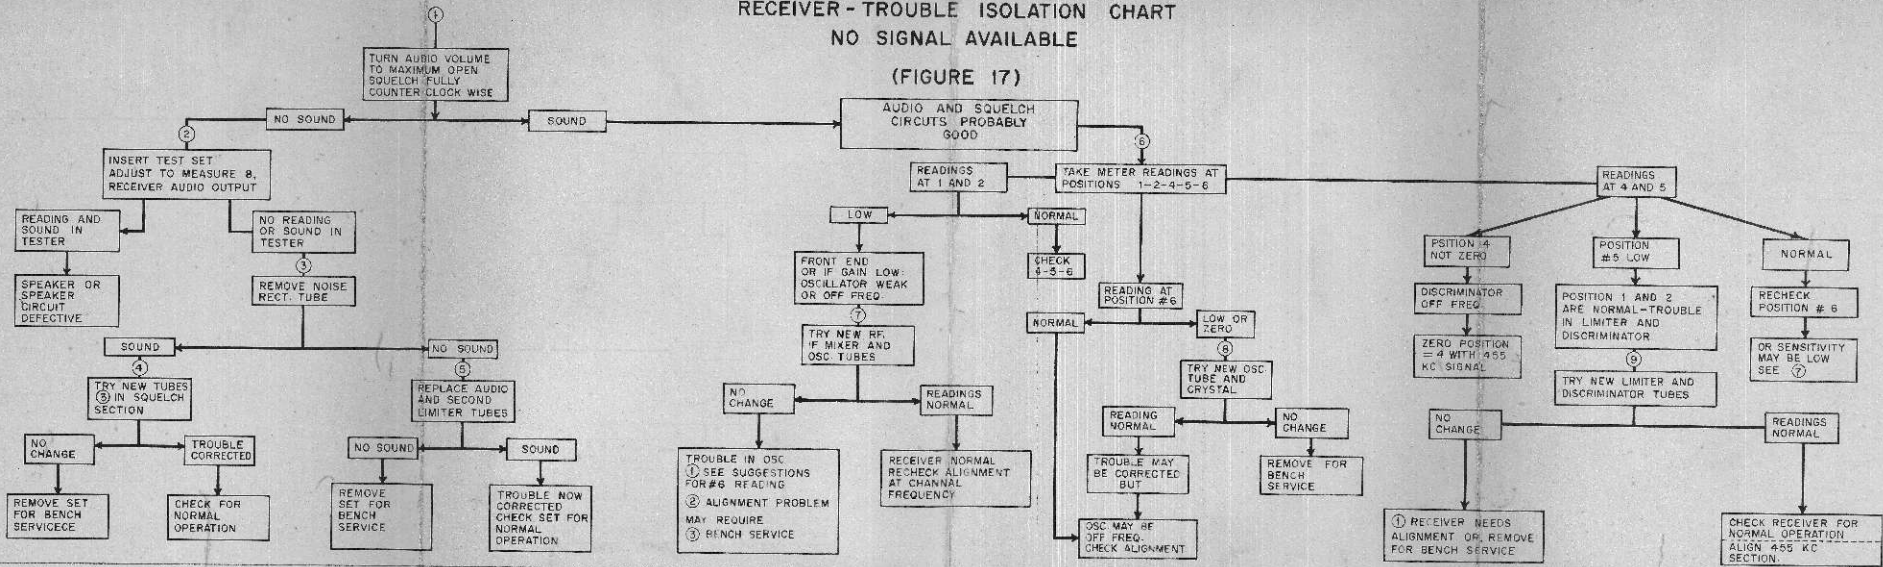 RECEIVER-TROUBLE ISOLATION CHART
NO SIGNAL AVAILABLE
(FIGURE 17)
1
TURN AUDIO VOLUME
TO MAXIMUM OPEN
SQUELCH FULLY
COUNTER CLOCK WISE
NO SOUND
SOUND
AUDIO AND SQUELCH
CIRCUTS PROBABLY
GOOD
2
INSERT TEST SET
ADJUST TO MEASURE 8,
RECEIVER AUDIO OUTPUT
READING AND
SOUND IN
TESTER
NO READING
OR SOUND IN
TESTER
SPEAKER OR
SPEAKER
CIRCUIT
DEFECTIVE
3
REMOVE NOISE
RECT. TUBE
SOUND
NO SOUND
4
TRY NEW TUBES
③ IN SQUELCH
SECTION
5
REPLACE AUDIO
AND SECOND
LIMITER TUBES
NO
CHANGE
TROUBLE
CORRECTED
NO SOUND
SOUND
REMOVE SET
FOR BENCH
SERVICECE
CHECK FOR
NORMAL
OPERATION
REMOVE
SET FOR
BENCH
SERVICE
TROUBLE NOW
CORRECTED
CHECK SET FOR
NORMAL
OPERATION
6
READINGS
AT 1 AND 2
TAKE METER READINGS AT
POSITIONS 1-2-4-5-6
READINGS
AT 4 AND 5
LOW
NORMAL
FRONT END
OR IF GAIN LOW:
OSCILLATOR WEAK
OR OFF FREQ.
CHECK
4-5-6
7
TRY NEW RF,
IF MIXER AND
OSC TUBES
NO
CHANGE
READINGS
NORMAL
TROUBLE IN OSC
① SEE SUGGESTIONS
FOR #6 READING
② ALIGNMENT PROBLEM
MAY REQUIRE
③ BENCH SERVICE
RECEIVER NORMAL
RECHECK ALIGNMENT
AT CHANNAL
FREQUENCY
READING AT
POSITION #6
NORMAL
LOW OR
ZERO
8
TRY NEW OSC.
TUBE AND
CRYSTAL
READING
NORMAL
NO
CHANGE
TROUBLE MAY
BE CORRECTED
BUT
REMOVE FOR
BENCH
SERVICE
OSC. MAY BE
OFF FREQ.
CHECK ALIGNMENT
PSITION 4
NOT ZERO
POSITION
#5 LOW
NORMAL
DISCRIMINATOR
OFF FREQ.
POSITION 1 AND 2
ARE NORMAL-TROUBLE
IN LIMITER AND
DISCRIMINATOR
RECHECK
POSITION # 6
ZERO POSITION
=4 WITH 455
KC SIGNAL
OR SENSITIVITY
MAY BE LOW
SEE ⑦
9
TRY NEW LIMITER AND
DISCRIMINATOR TUBES
NO
CHANGE
READINGS
NORMAL
① RECEIVER NEEDS
ALIGNMENT OR, REMOVE
FOR BENCH SERVICE
CHECK RECEIVER FOR
NORMAL OPERATION
ALIGN 455 KC
SECTION.